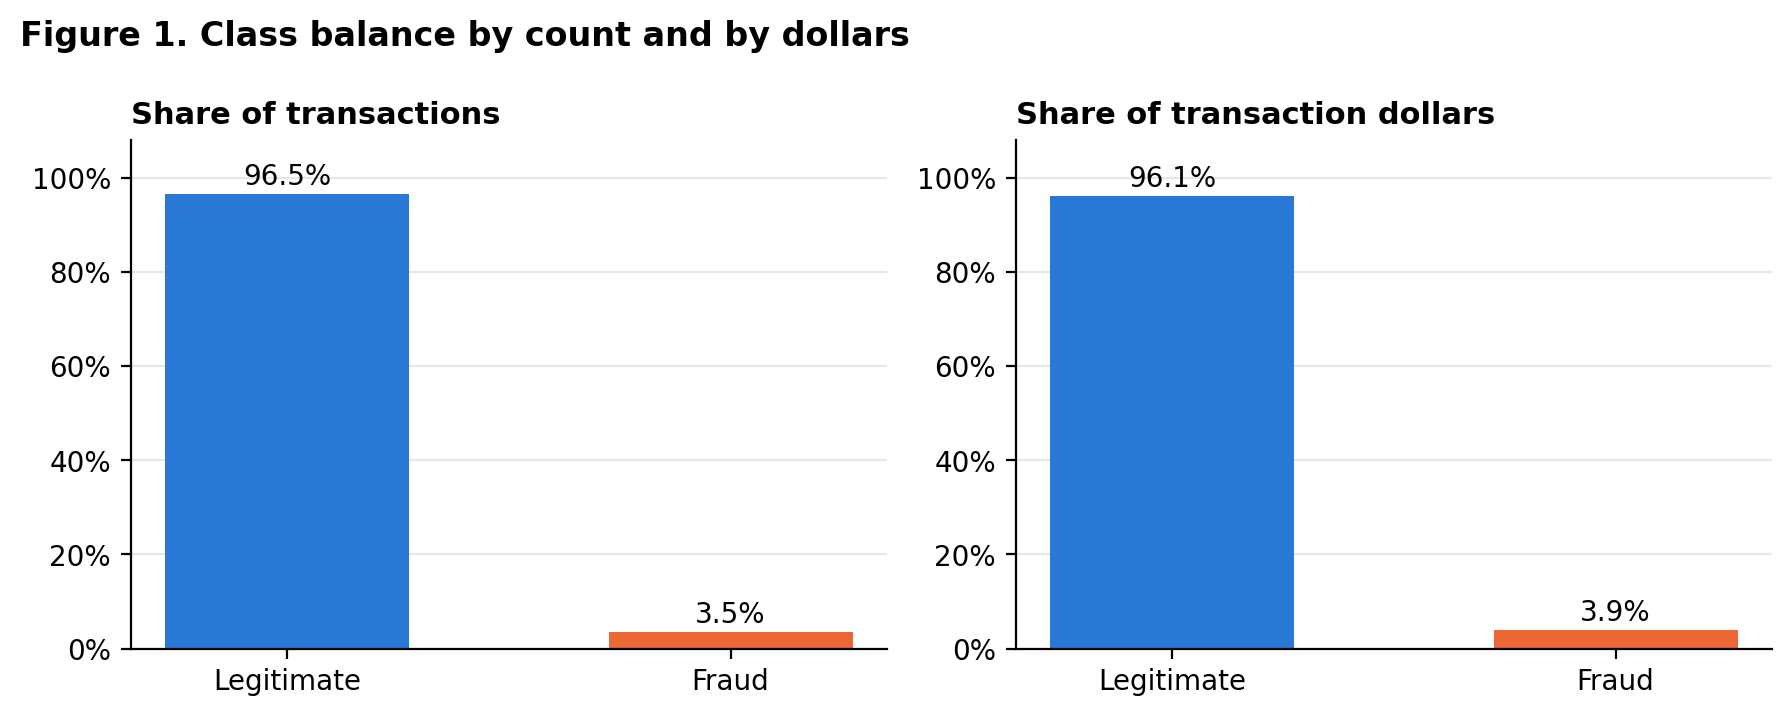 Figure 1. Class balance by count and by dollars
Share of transactions
100%
80%
60%
40%
20%
0%
96.5%
3.5%
Legitimate
Fraud
Share of transaction dollars
100%
80%
60%
40%
20%
0%
96.1%
3.9%
Legitimate
Fraud